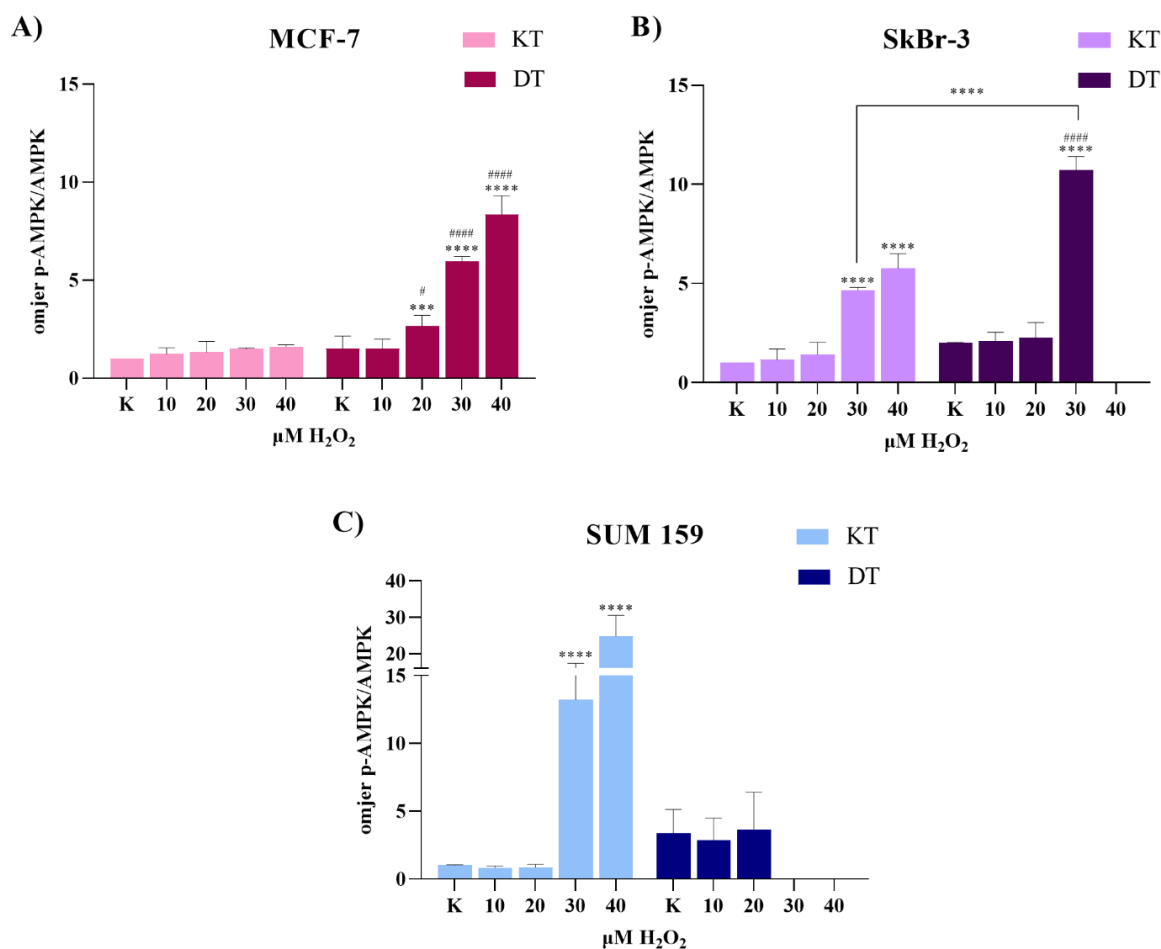 A)
MCF-7
KT
DT
15
10
5
0
omjer p-AMPK/AMPK
#
***
####
****
####
****
K 10 20 30 40 K 10 20 30 40
µM H₂O₂
B)
SkBr-3
KT
DT
15
10
5
0
omjer p-AMPK/AMPK
****
****
****
####
****
K 10 20 30 40 K 10 20 30 40
µM H₂O₂
C)
SUM 159
KT
DT
40
30
20
15
10
5
0
omjer p-AMPK/AMPK
****
****
K 10 20 30 40 K 10 20 30 40
µM H₂O₂